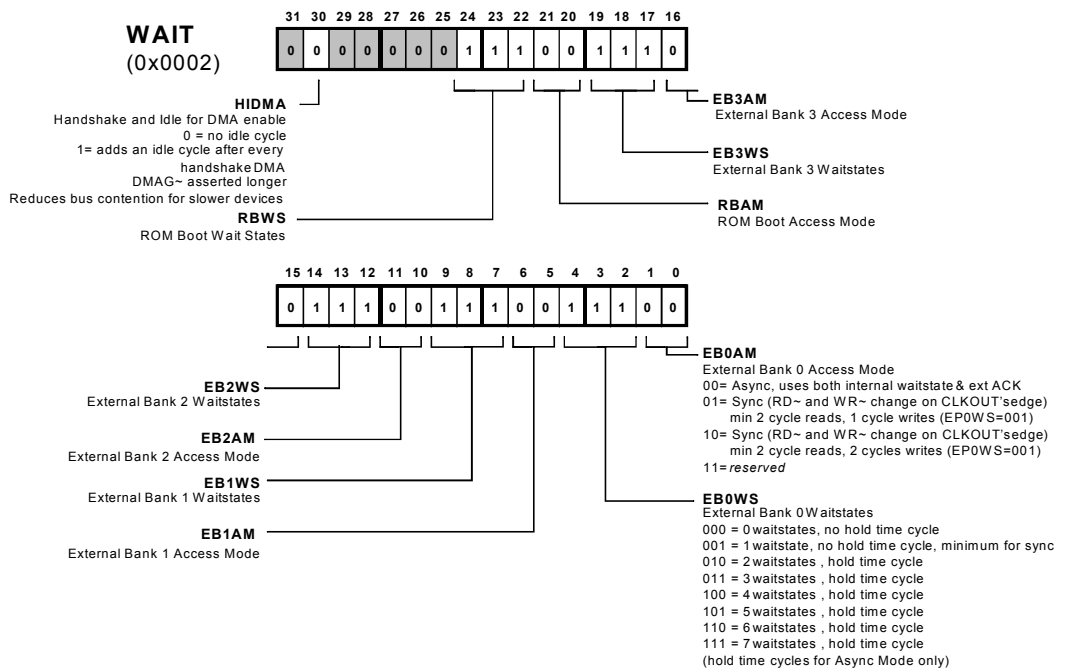 WAIT
(0x0002)
31 30 29 28 27 26 25 24 23 22 21 20 19 18 17 16
0 0 0 0 0 0 0 1 1 1 0 0 1 1 1 0
HIDMA
Handshake and Idle for DMA enable
0 = no idle cycle
1= adds an idle cycle after every
handshake DMA
DMAG~ asserted longer
Reduces bus contention for slower devices
RBWS
ROM Boot Wait States
EB3AM
External Bank 3 Access Mode
EB3WS
External Bank 3 Waitstates
RBAM
ROM Boot Access Mode
15 14 13 12 11 10 9 8 7 6 5 4 3 2 1 0
0 1 1 1 0 0 1 1 1 0 0 1 1 1 0 0
EB2WS
External Bank 2 Waitstates
EB2AM
External Bank 2 Access Mode
EB1WS
External Bank 1 Waitstates
EB1AM
External Bank 1 Access Mode
EB0AM
External Bank 0 Access Mode
00= Async, uses both internal waitstate & ext ACK
01= Sync (RD~ and WR~ change on CLKOUT'sedge)
min 2 cycle reads, 1 cycle writes (EP0WS=001)
10= Sync (RD~ and WR~ change on CLKOUT'sedge)
min 2 cycle reads, 2 cycles writes (EP0WS=001)
11= reserved
EB0WS
External Bank 0 Waitstates
000 = 0 waitstates, no hold time cycle
001 = 1 waitstate, no hold time cycle, minimum for sync
010 = 2 waitstates , hold time cycle
011 = 3 waitstates , hold time cycle
100 = 4 waitstates , hold time cycle
101 = 5 waitstates , hold time cycle
110 = 6 waitstates , hold time cycle
111 = 7 waitstates , hold time cycle
(hold time cycles for Async Mode only)